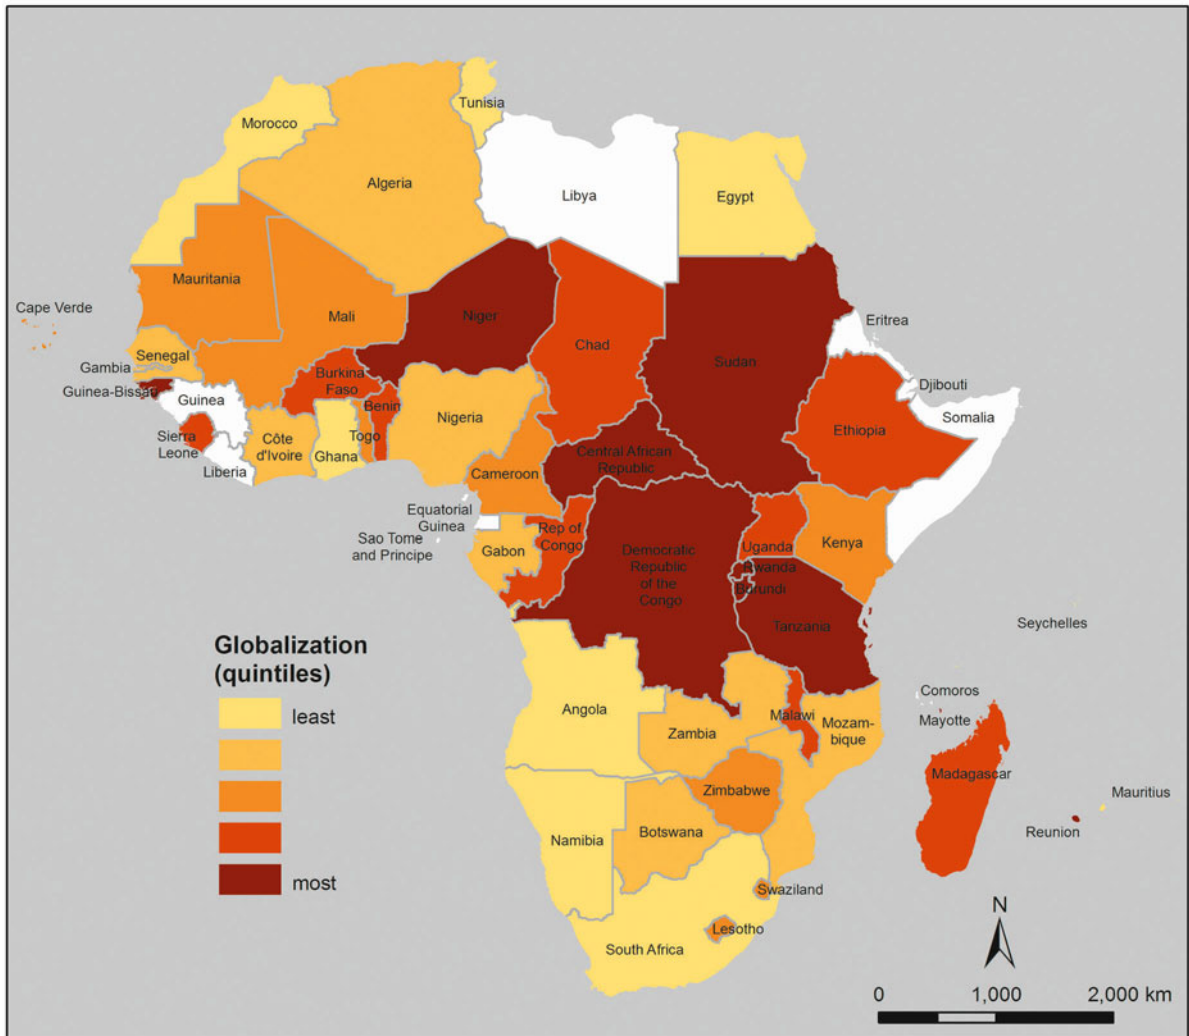 Tunisia
Morocco
Algeria
Libya
Egypt
Mauritania
Cape Verde
Mali
Niger
Chad
Sudan
Eritrea
Senegal
Gambia
Guinea-Bissau
Guinea
Burkina
Faso
Benin
Nigeria
Djibouti
Somalia
Sierra
Leone
Côte
d'Ivoire
Ghana
Togo
Liberia
Cameroon
Central African
Republic
Ethiopia
Equatorial
Guinea
Sao Tome
and Principe
Gabon
Rep of
Congo
Democratic
Republic
of the
Congo
Uganda
Kenya
Rwanda
Burundi
Tanzania
Seychelles
Comoros
Mayotte
Angola
Zambia
Malawi
Mozam-
bique
Madagascar
Mauritius
Reunion
Zimbabwe
Namibia
Botswana
Swaziland
Lesotho
South Africa
Globalization
(quintiles)
least
most
N
0 1,000 2,000 km